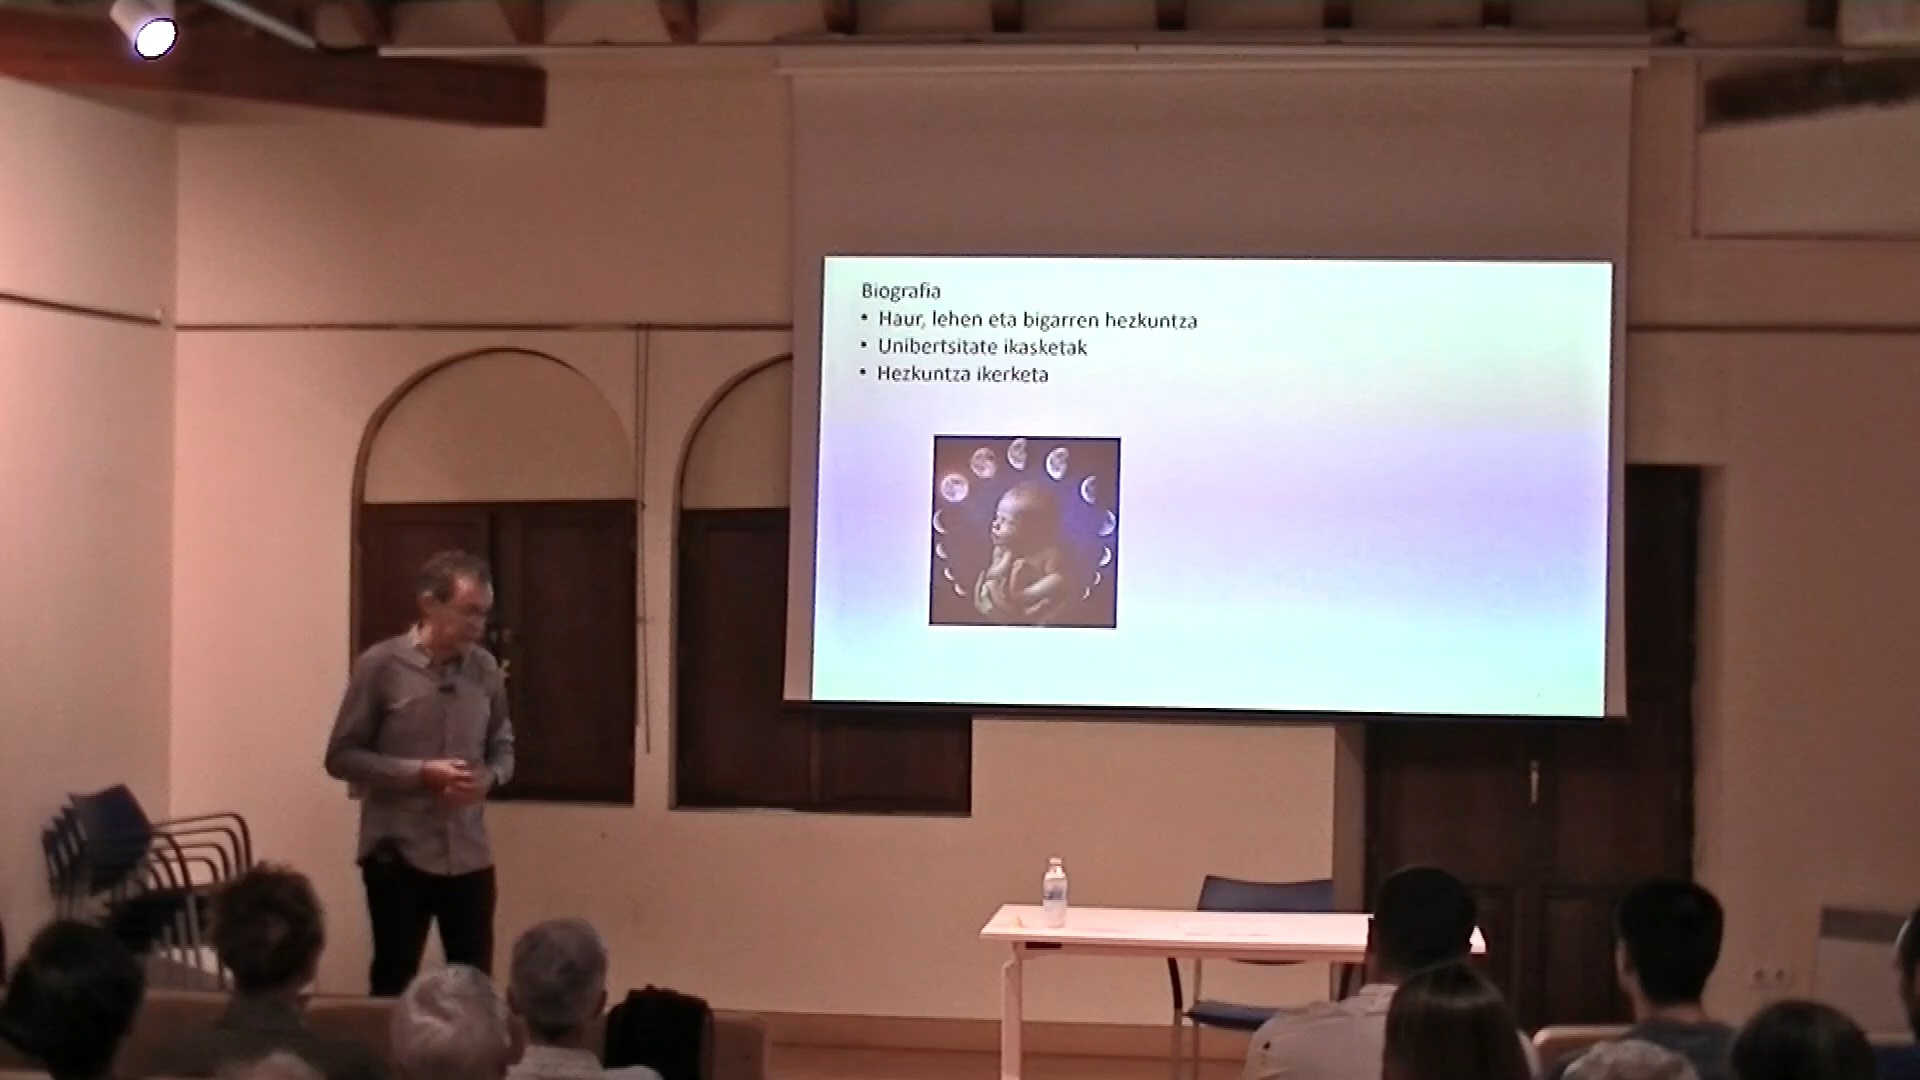 Biografia
• Haur, lehen eta bigarren hezkuntza
• Unibertsitate ikasketak
• Hezkuntza ikerketa